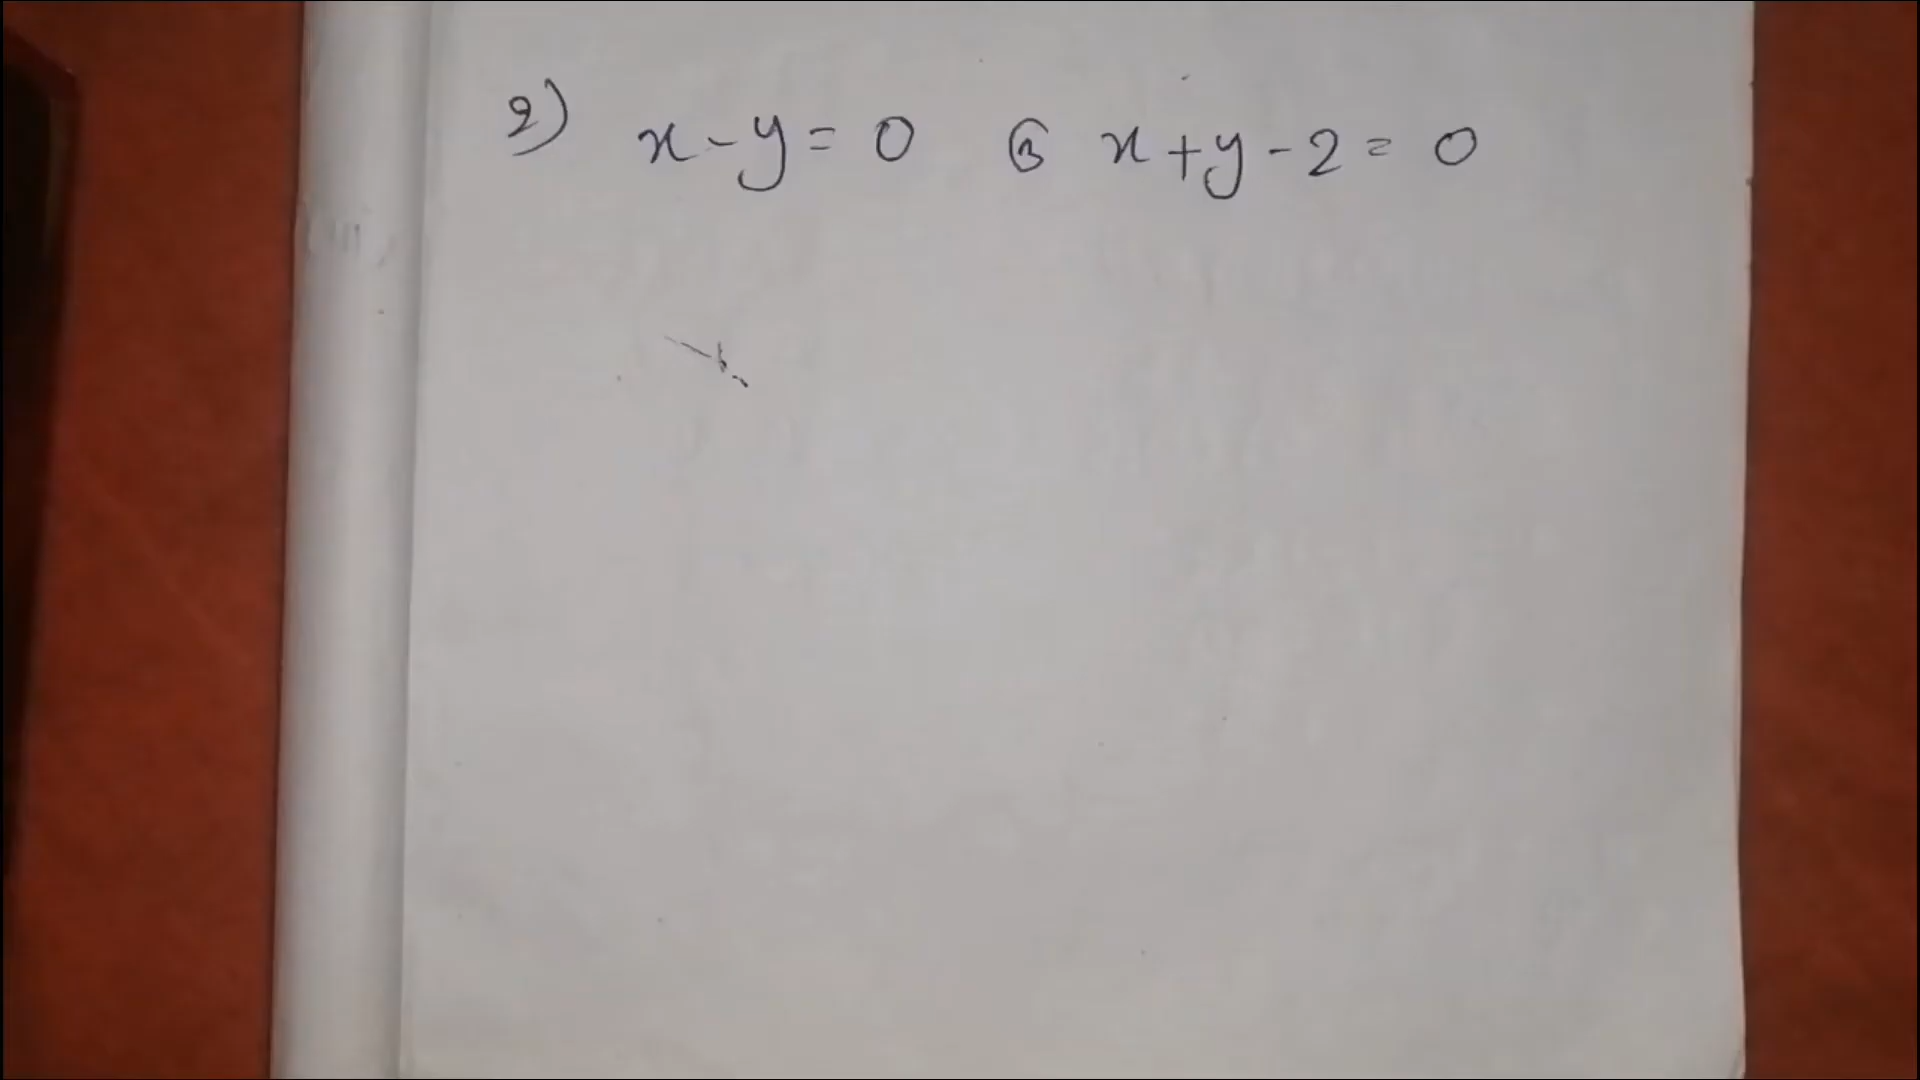 2) x - y = 0 ও x + y - 2 = 0